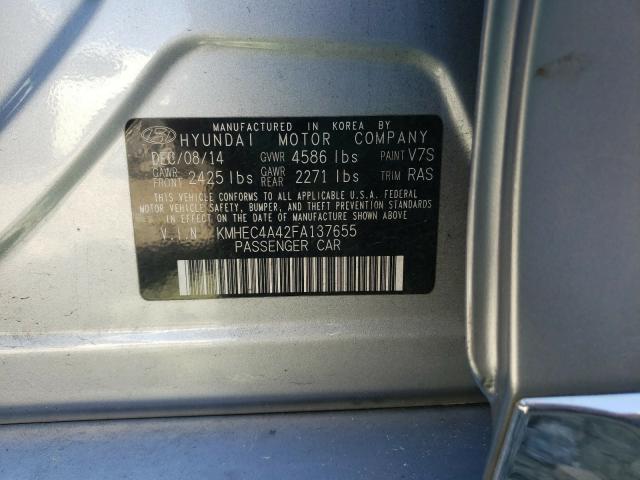 MANUFACTURED IN KOREA BY
HYUNDAI MOTOR COMPANY
DEC/08/14 GVWR 4586 lbs PAINT V7S
GAWR FRONT 2425 lbs GAWR REAR 2271 lbs TRIM RAS
THIS VEHICLE CONFORMS TO ALL APPLICABLE U.S.A. FEDERAL
MOTOR VEHICLE SAFETY, BUMPER, AND THEFT PREVENTION STANDARDS
IN EFFECT ON THE DATE OF MANUFACTURE SHOWN ABOVE.
V.I.N KMHEC4A42FA137655
PASSENGER CAR